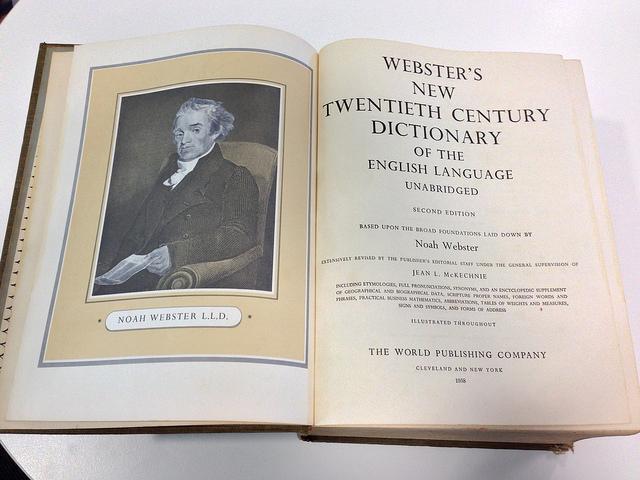 NOAH WEBSTER L.L.D.
WEBSTER'S
NEW
TWENTIETH CENTURY
DICTIONARY
OF THE
ENGLISH LANGUAGE
UNABRIDGED
SECOND EDITION
BASED UPON THE BROAD FOUNDATIONS LAID DOWN BY
Noah Webster
EXTENSIVELY REVISED BY THE PUBLISHER'S EDITORIAL STAFF UNDER THE GENERAL SUPERVISION OF
JEAN L. McKECHNIE
INCLUDING ETYMOLOGIES, FULL PRONUNCIATIONS, SYNONYMS, AND AN ENCYCLOPEDIC SUPPLEMENT
OF GEOGRAPHICAL AND BIOGRAPHICAL DATA, SCRIPTURE PROPER NAMES, FOREIGN WORDS AND
PHRASES, PRACTICAL BUSINESS MATHEMATICS, ABBREVIATIONS, TABLES OF WEIGHTS AND MEASURES,
SIGNS AND SYMBOLS, AND FORMS OF ADDRESS
ILLUSTRATED THROUGHOUT
THE WORLD PUBLISHING COMPANY
CLEVELAND AND NEW YORK